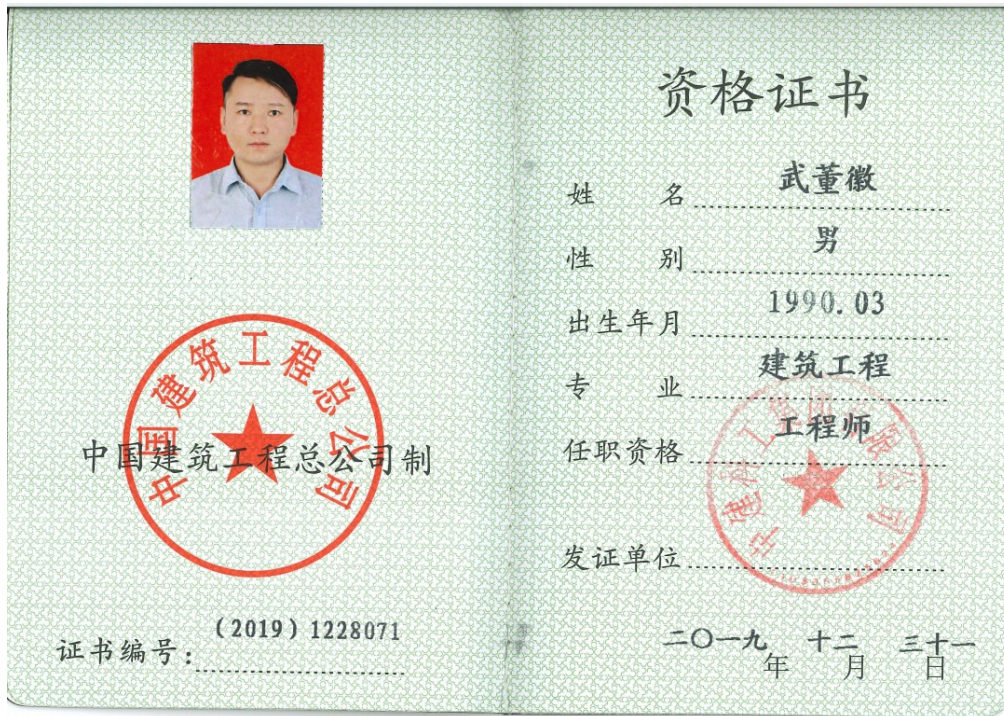 中国建筑工程总公司
中国建筑工程总公司制
证书编号：(2019)1228071
资格证书
姓名 武董徽
性别 男
出生年月 1990.03
专业 建筑工程
任职资格 工程师
发证单位
二〇一九年 十二月 三十一日